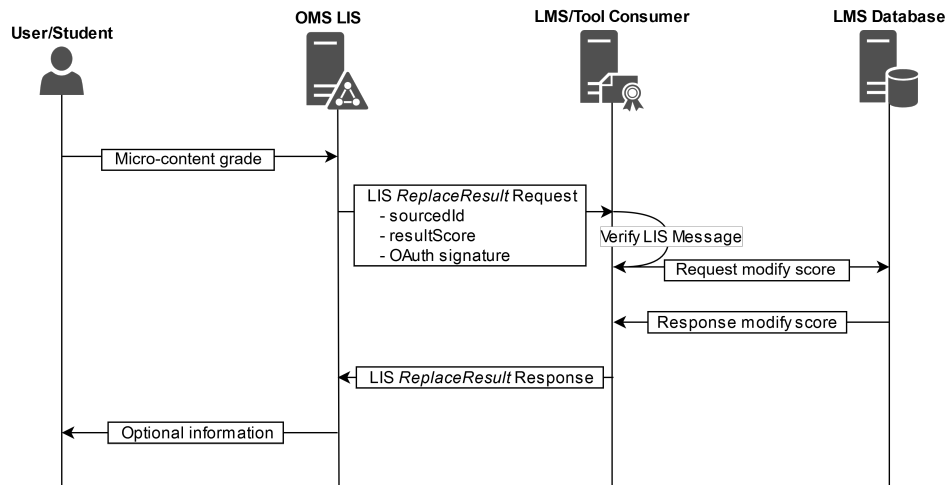 User/Student
OMS LIS
LMS/Tool Consumer
LMS Database
Micro-content grade
LIS ReplaceResult Request
- sourcedId
- resultScore
- OAuth signature
Verify LIS Message
Request modify score
Response modify score
LIS ReplaceResult Response
Optional information